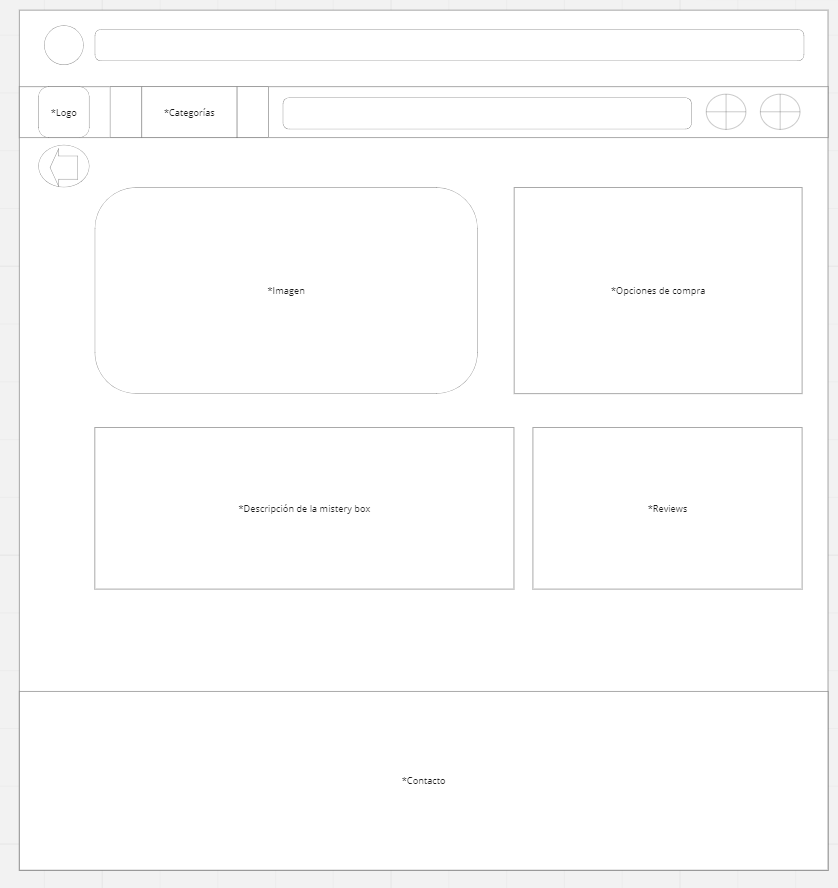 *Logo
*Categorías
*Imagen
*Opciones de compra
*Descripción de la mistery box
*Reviews
*Contacto